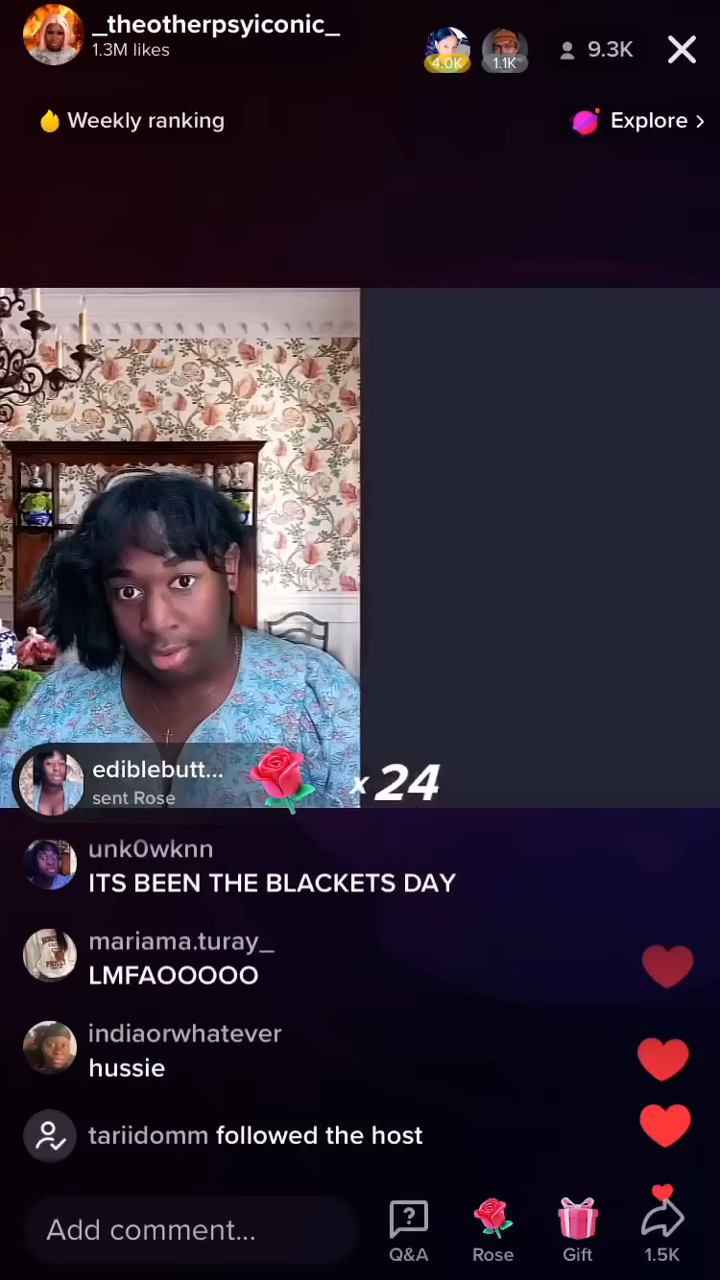 _theotherpsyiconic_
1.3M likes
4.0K
1.1K
9.3K
Weekly ranking
Explore >
ediblebutt...
sent Rose
x 24
unk0wknn
ITS BEEN THE BLACKETS DAY
mariama.turay_
LMFAOOOOO
indiaorwhatever
hussie
tariidomm followed the host
Add comment...
Q&A
Rose
Gift
1.5K